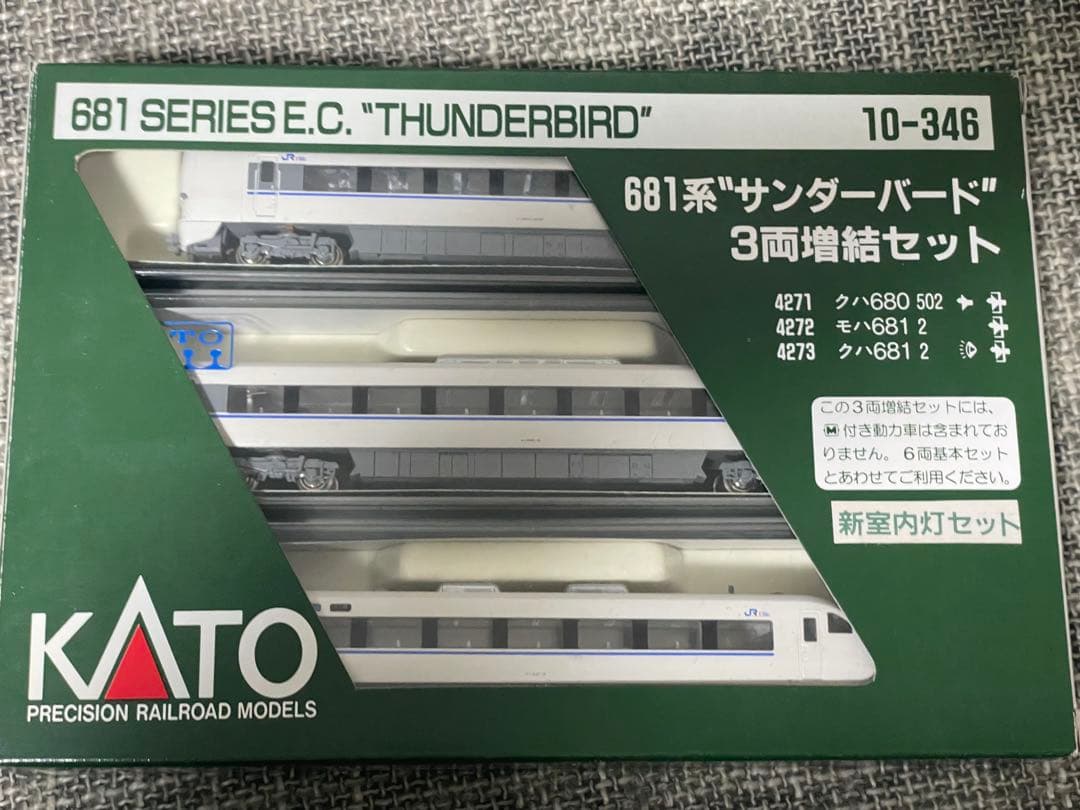 681 SERIES E.C. "THUNDERBIRD" 10-346
681系"サンダーバード"
3両増結セット
4271 クハ680 502
4272 モハ681 2
4273 クハ681 2
この3両増結セットには、
M付き動力車は含まれてお
りません。6両基本セット
とあわせてご利用ください。
新室内灯セット
JR
JR
KATO
PRECISION RAILROAD MODELS